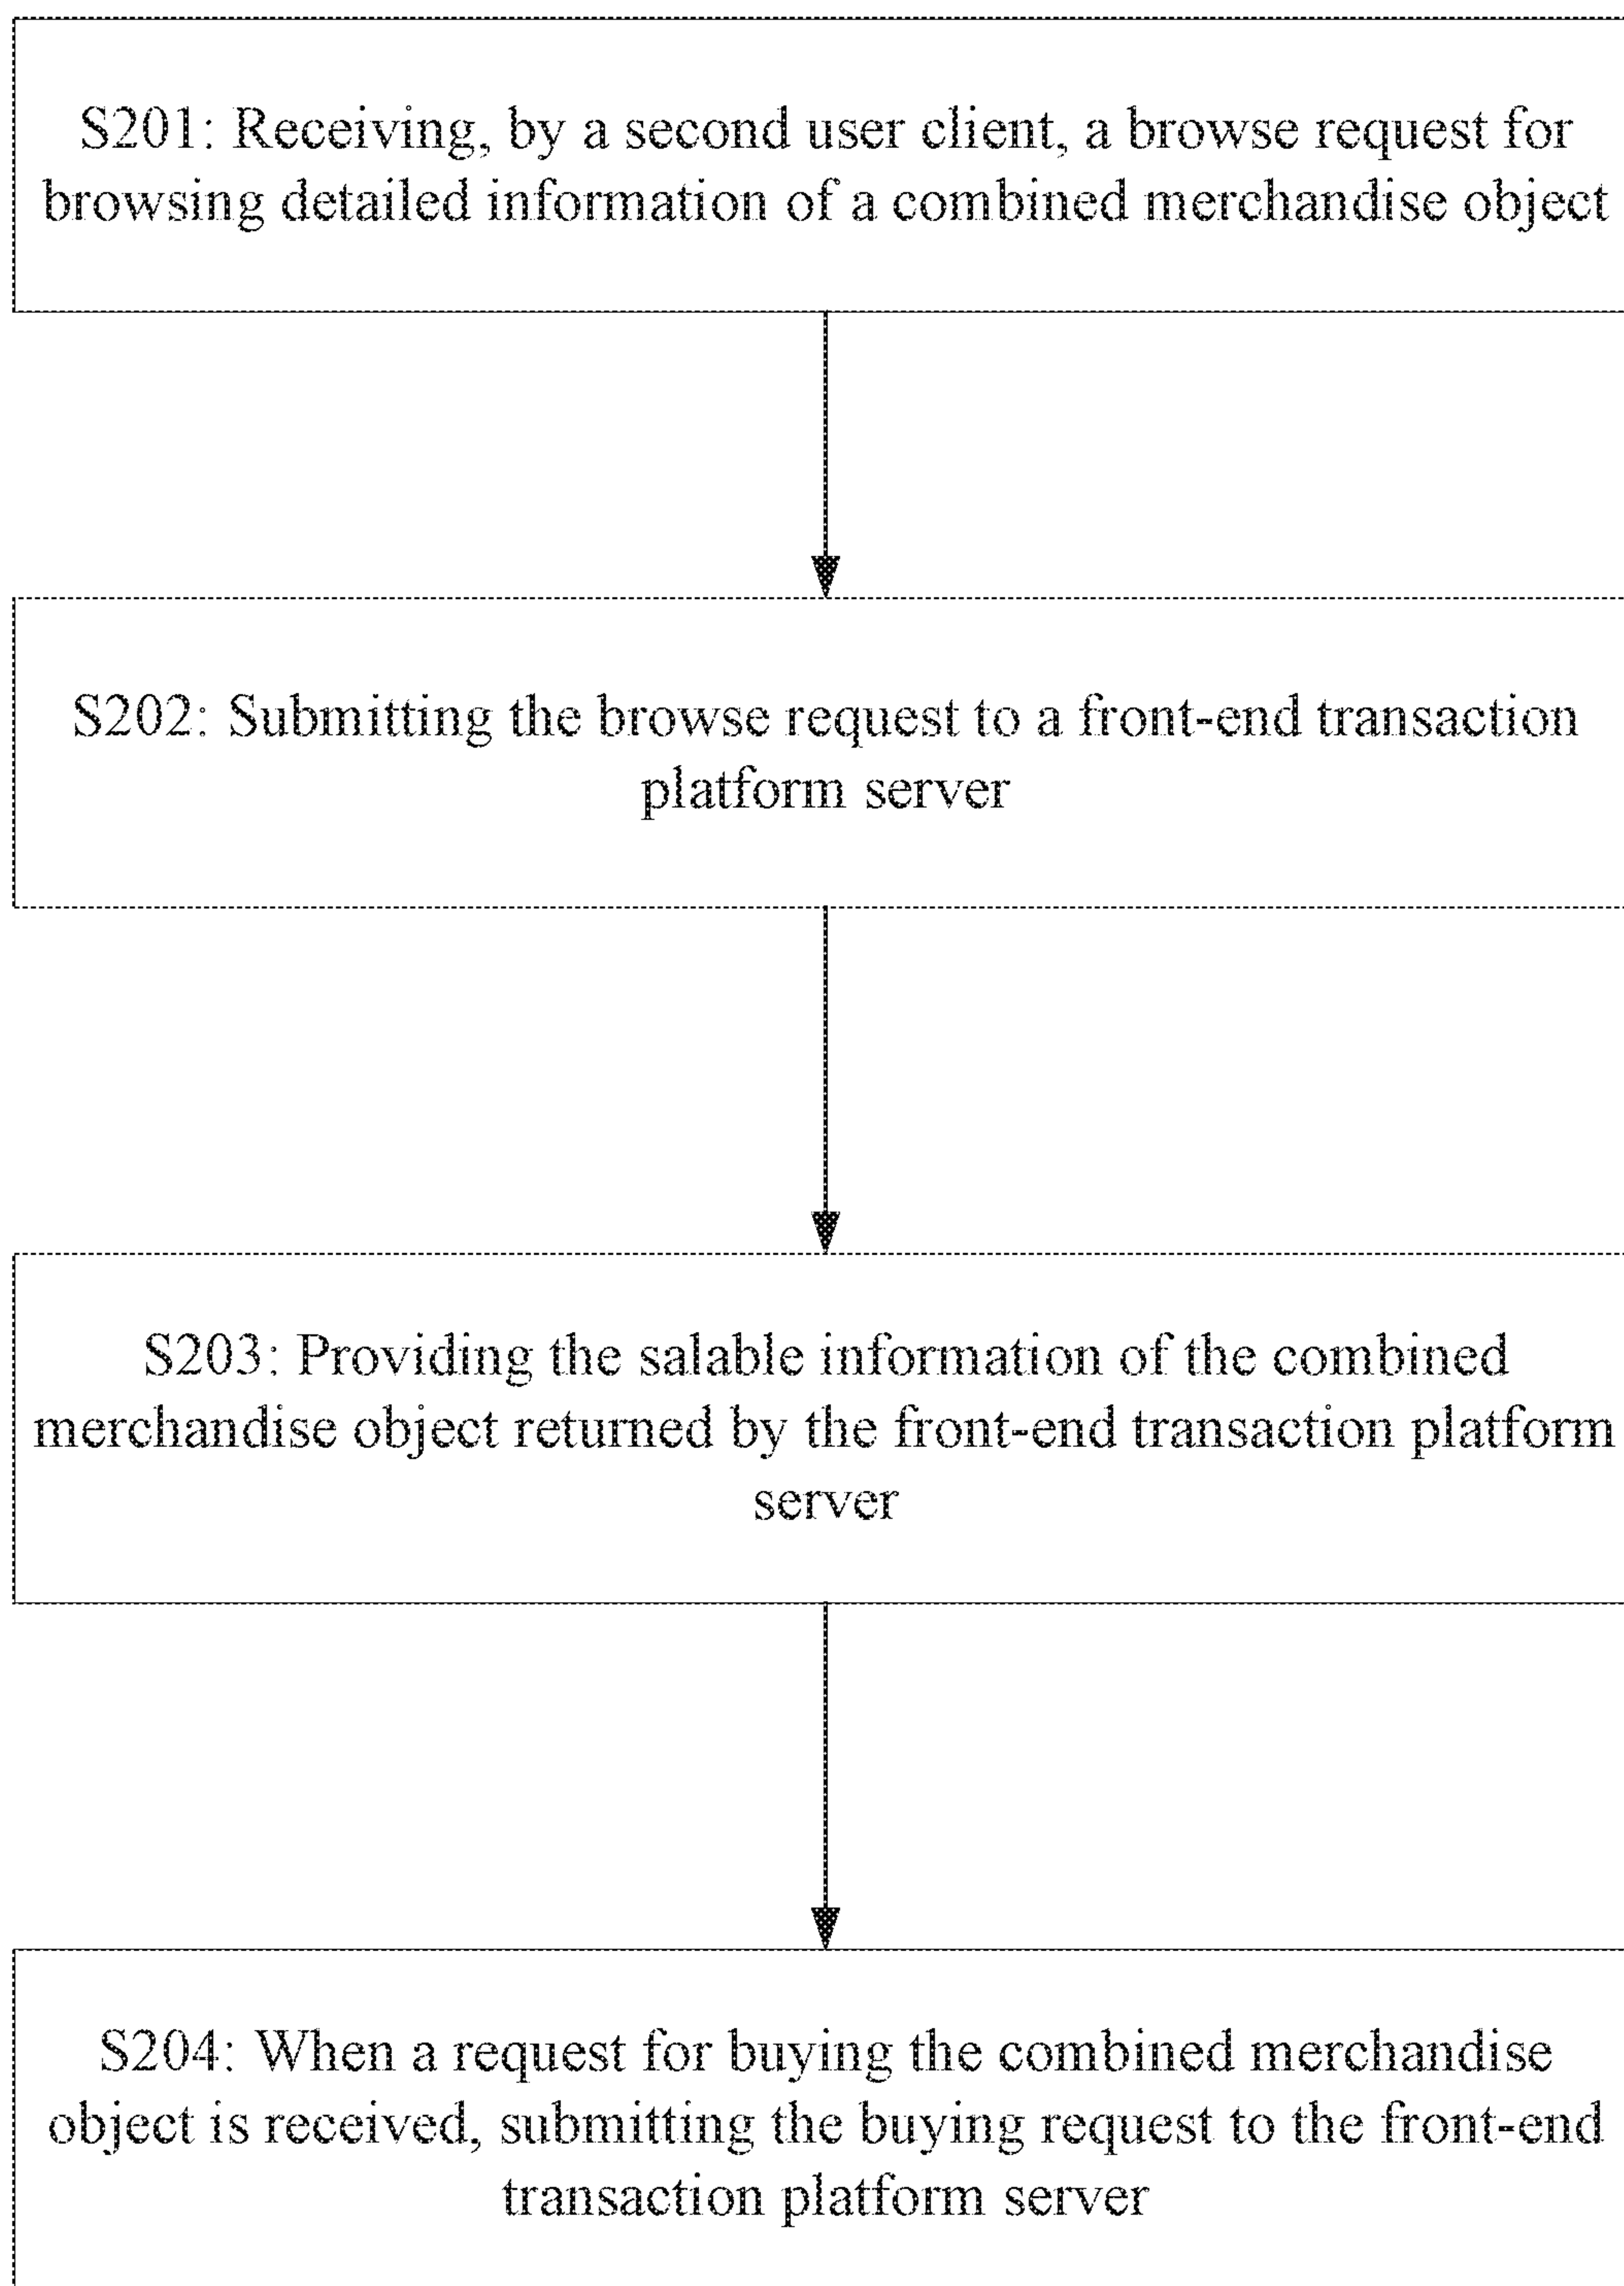 S201: Receiving, by a second user client, a browse request for
browsing detailed information of a combined merchandise object
S202: Submitting the browse request to a front-end transaction
platform server
S203: Providing the salable information of the combined
merchandise object returned by the front-end transaction platform
server
S204: When a request for buying the combined merchandise
object is received, submitting the buying request to the front-end
transaction platform server